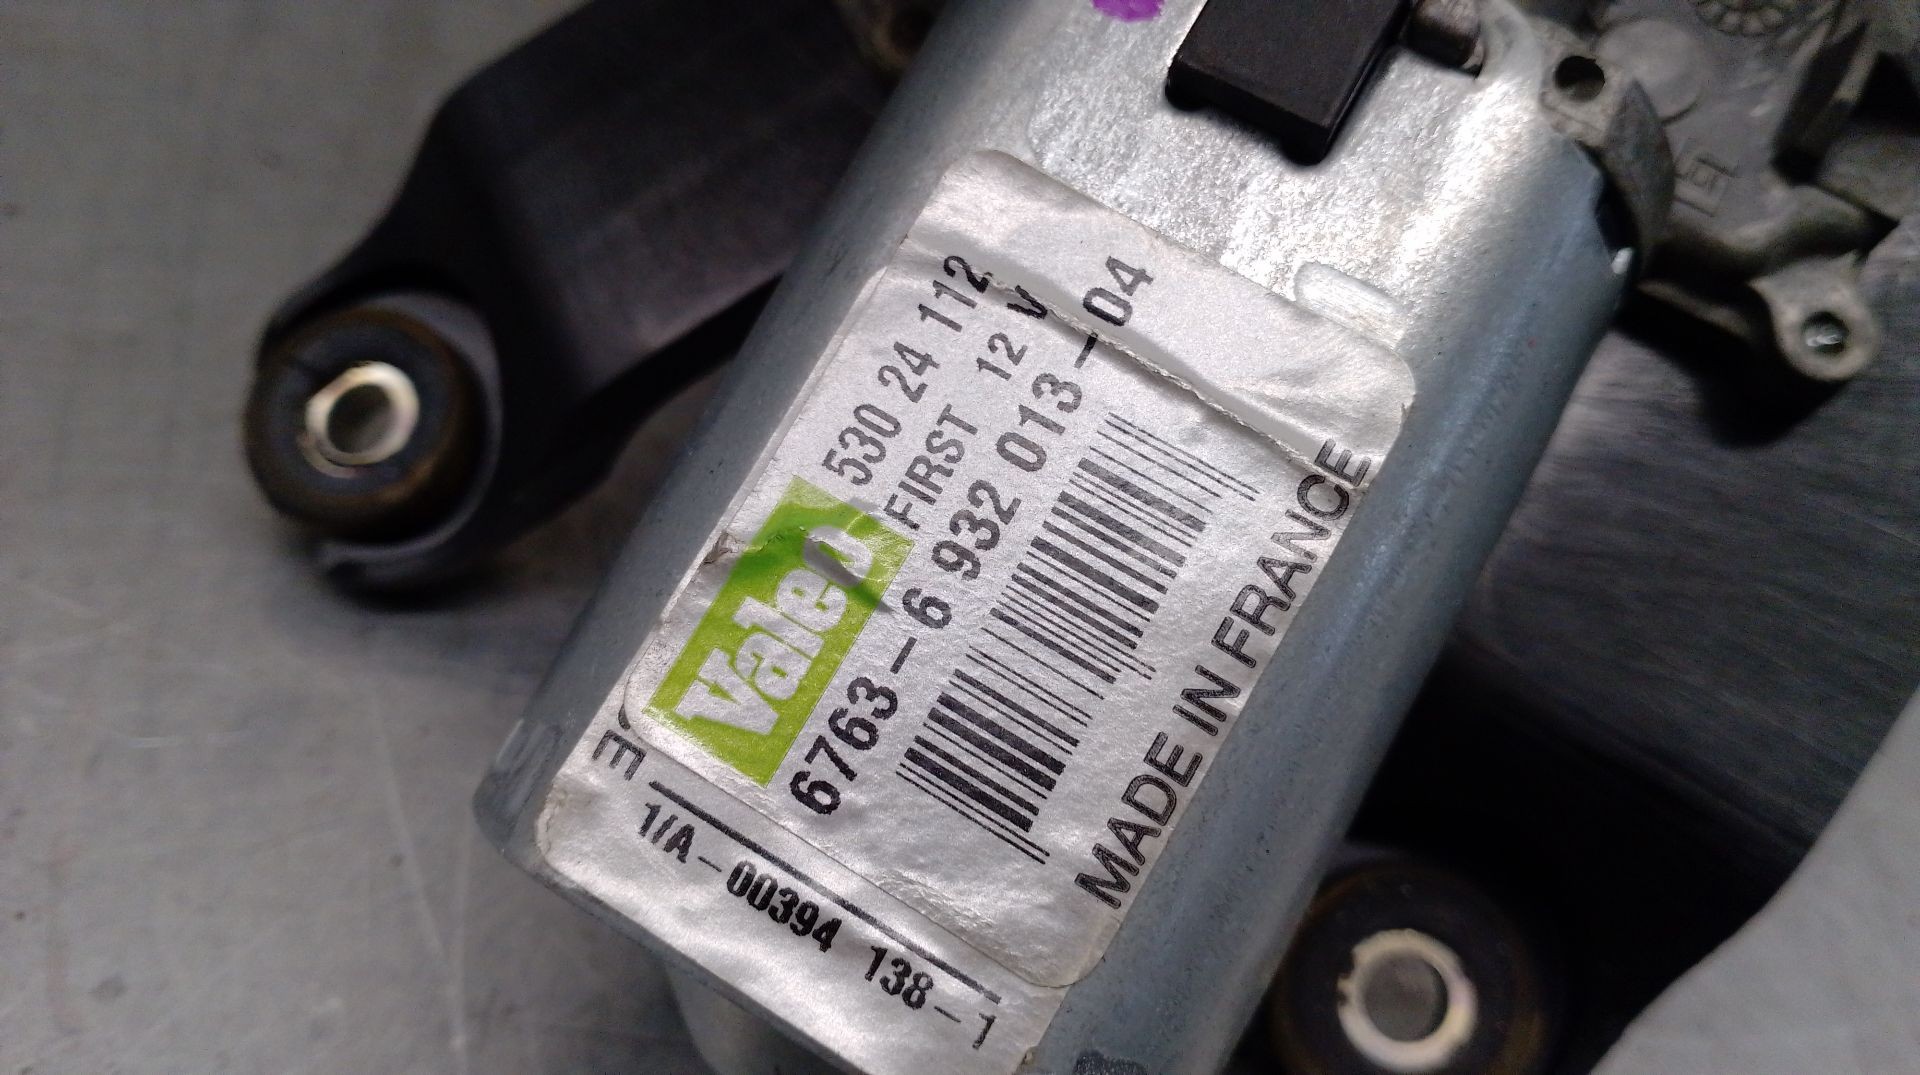 530 24 112
FIRST 12 V
Valeo
6763-6 932 013-04
MADE IN FRANCE
E
1/A-00394 138-1